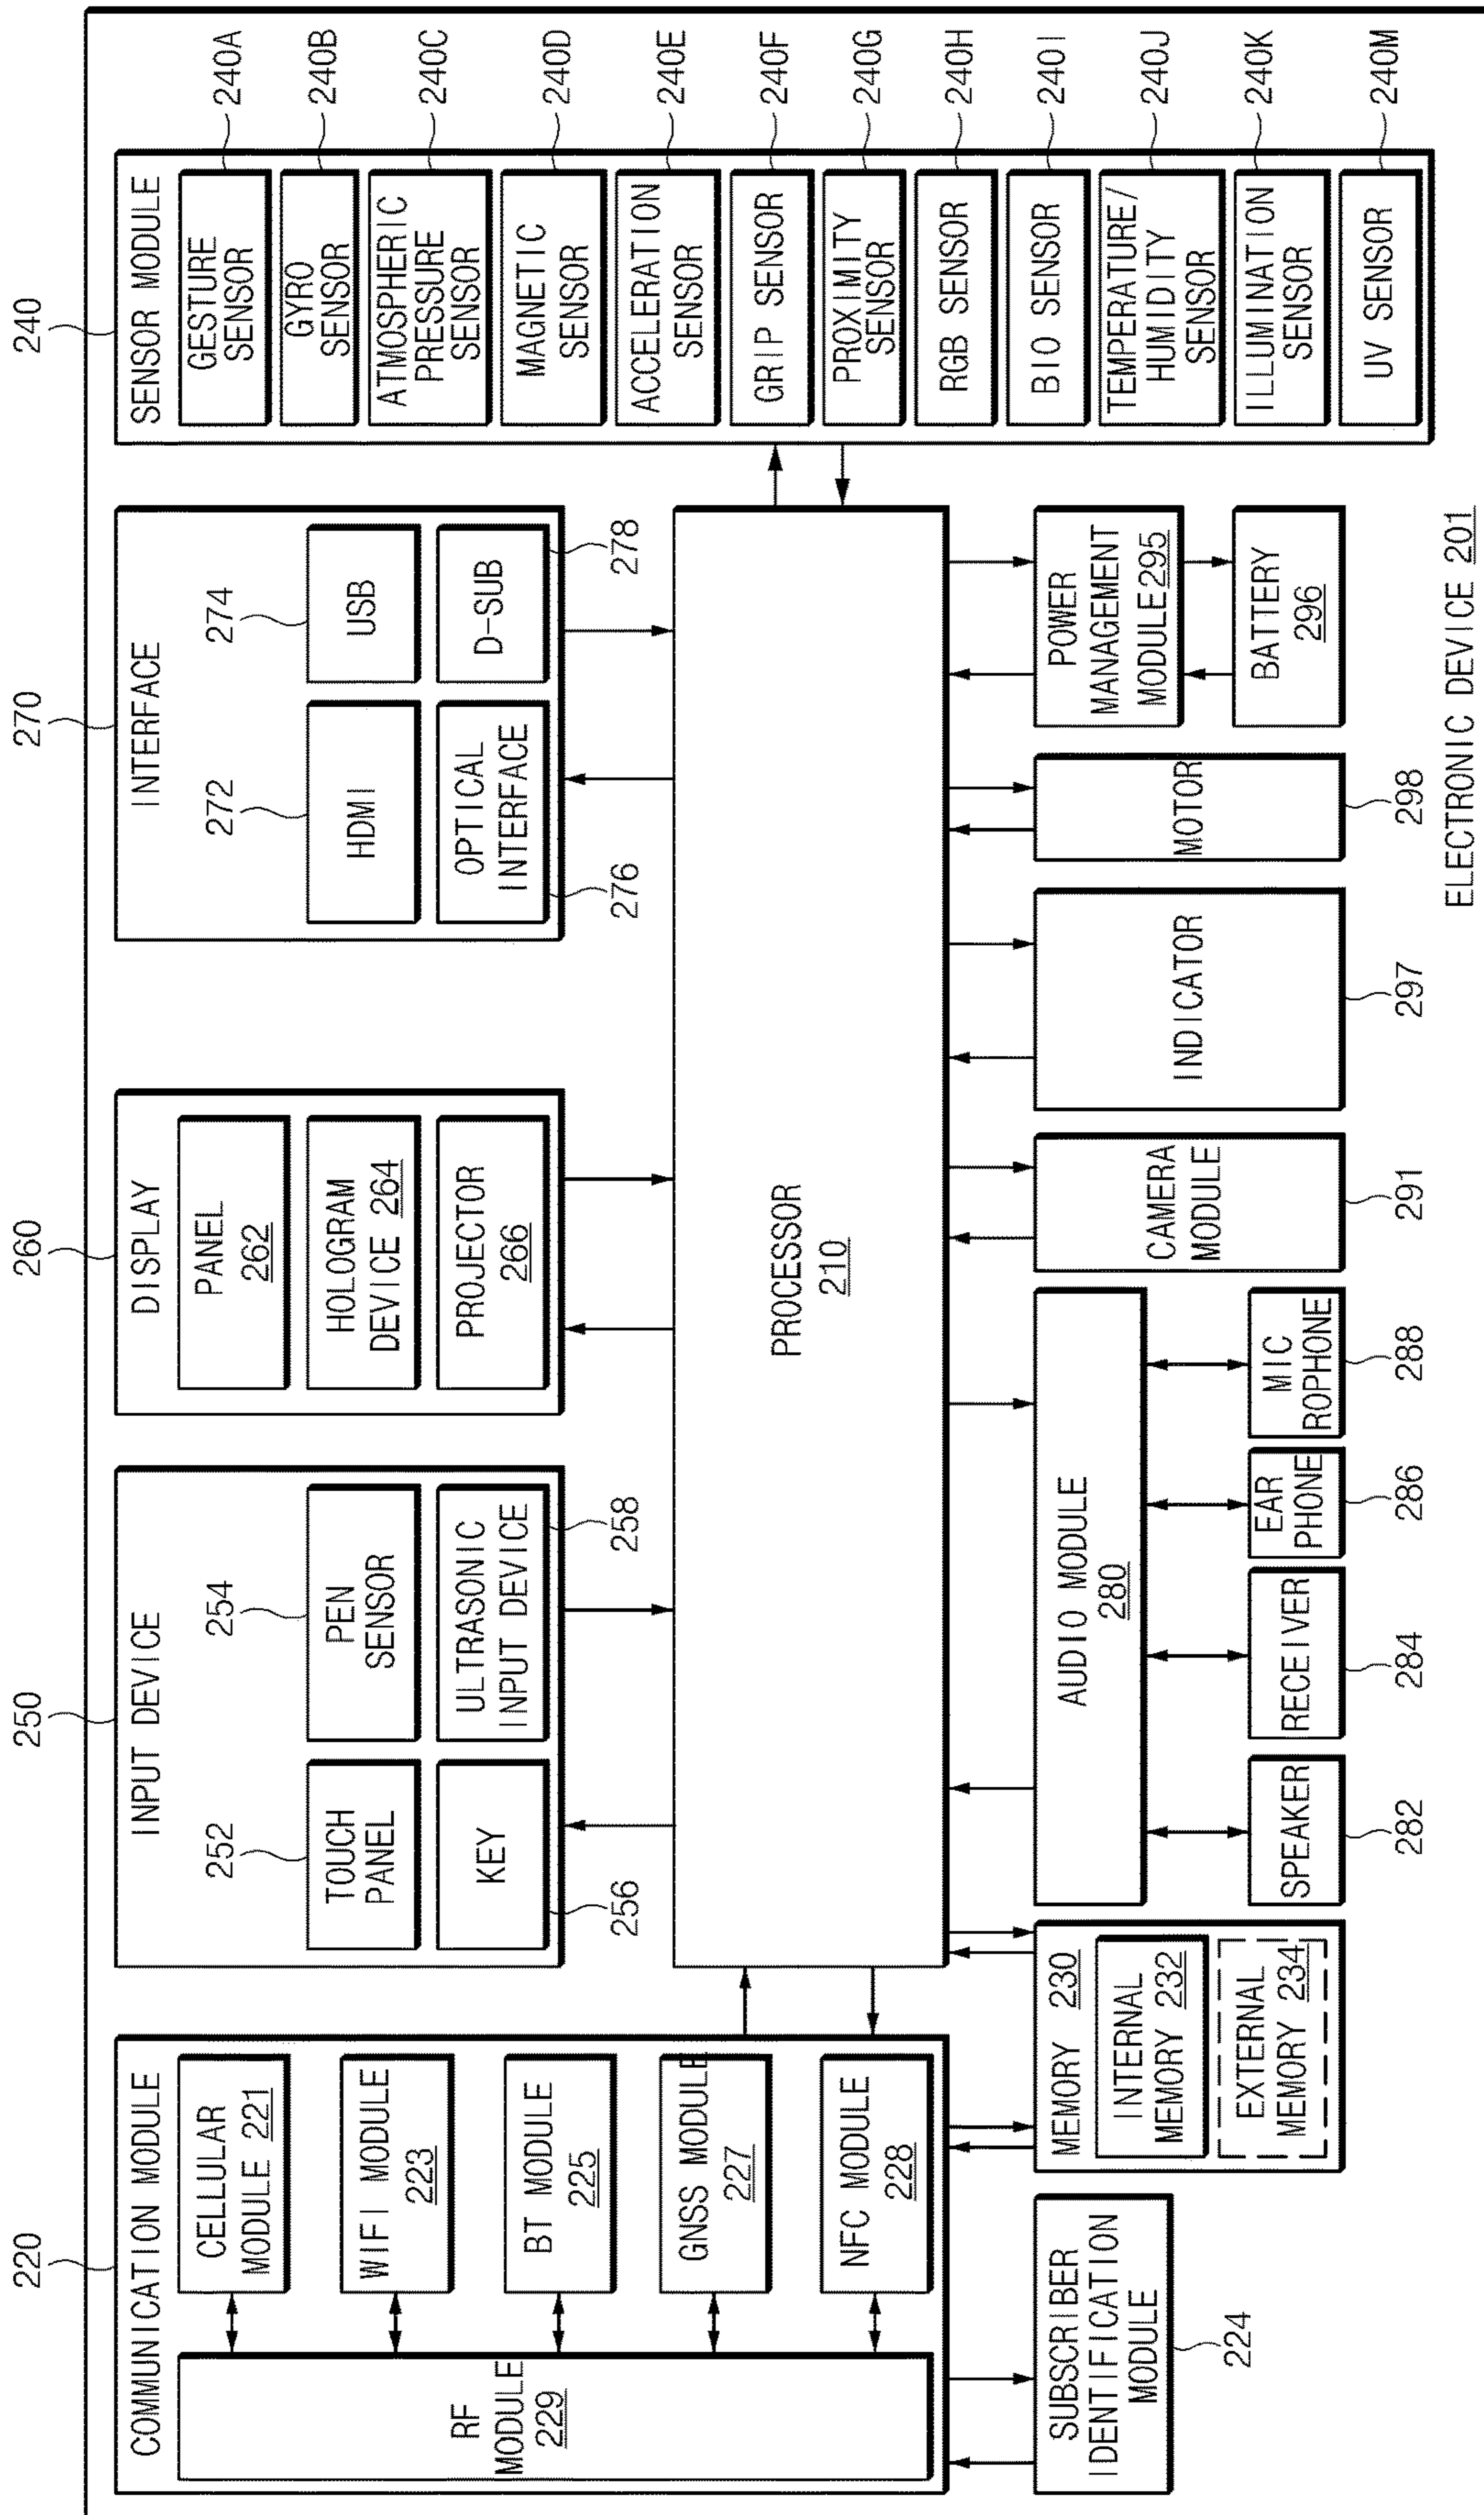 220
COMMUNICATION MODULE
RF
MODULE
229
CELLULAR
MODULE 221
WIFI MODULE
223
BT MODULE
225
GNSS MODULE
227
NFC MODULE
228
SUBSCRIBER
IDENTIFICATION
MODULE
224
MEMORY 230
INTERNAL
MEMORY 232
EXTERNAL
MEMORY 234
250
INPUT DEVICE
252
254
TOUCH
PANEL
PEN
SENSOR
KEY
ULTRASONIC
INPUT DEVICE
256
258
260
DISPLAY
PANEL
262
HOLOGRAM
DEVICE 264
PROJECTOR
266
270
INTERFACE
272
274
HDMI
USB
OPTICAL
INTERFACE
D-SUB
276
278
PROCESSOR
210
AUDIO MODULE
280
SPEAKER
282
RECEIVER
284
EAR
PHONE
286
MIC
ROPHONE
288
CAMERA
MODULE
291
INDICATOR
297
MOTOR
298
POWER
MANAGEMENT
MODULE 295
BATTERY
296
240
SENSOR MODULE
GESTURE
SENSOR
240A
GYRO
SENSOR
240B
ATMOSPHERIC
PRESSURE
SENSOR
240C
MAGNETIC
SENSOR
240D
ACCELERATION
SENSOR
240E
GRIP SENSOR
240F
PROXIMITY
SENSOR
240G
RGB SENSOR
240H
BIO SENSOR
240I
TEMPERATURE/
HUMIDITY
SENSOR
240J
ILLUMINATION
SENSOR
240K
UV SENSOR
240M
ELECTRONIC DEVICE 201